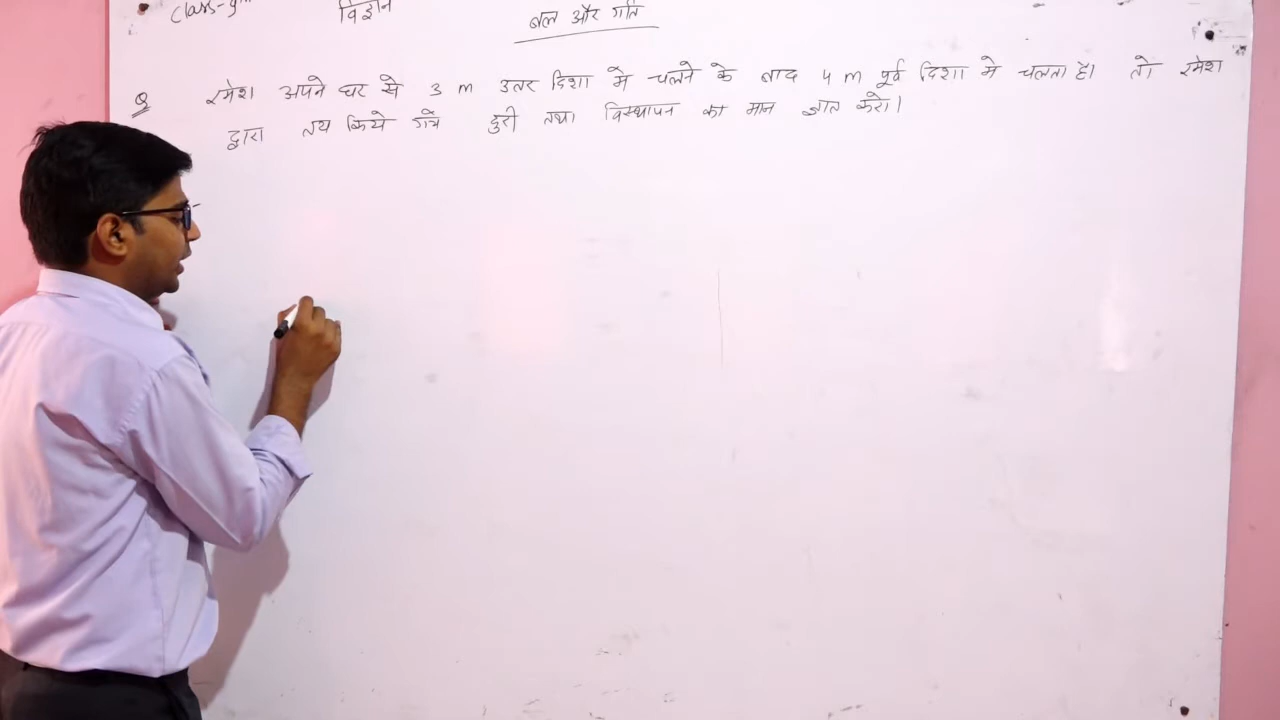 Class-9th विज्ञान बल और गति
Q रमेश अपने घर से 3 m उत्तर दिशा में चलने के बाद 4 m पूर्व दिशा मे चलता है। तो रमेश
द्वारा तय किये गये दुरी तथा विस्थापन का मान ज्ञात करो।